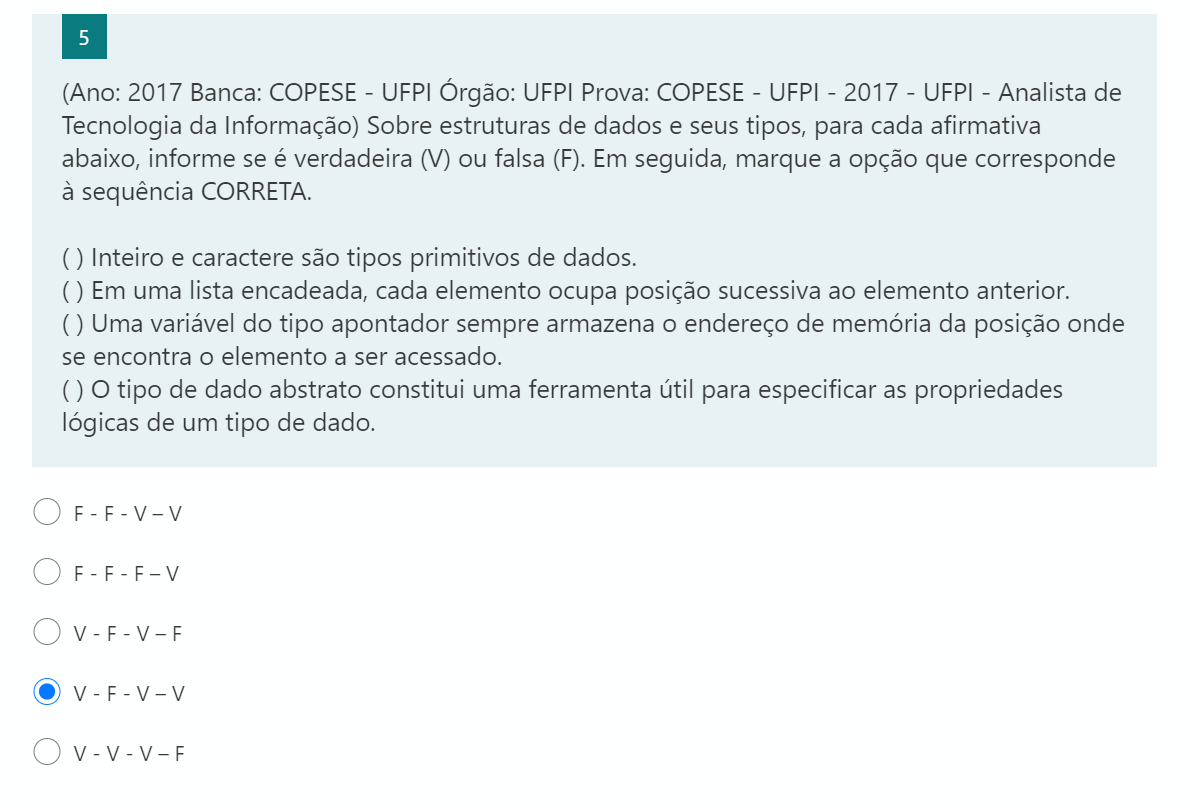 5
(Ano: 2017 Banca: COPESE - UFPI Órgão: UFPI Prova: COPESE - UFPI - 2017 - UFPI - Analista de
Tecnologia da Informação) Sobre estruturas de dados e seus tipos, para cada afirmativa
abaixo, informe se é verdadeira (V) ou falsa (F). Em seguida, marque a opção que corresponde
à sequência CORRETA.
( ) Inteiro e caractere são tipos primitivos de dados.
( ) Em uma lista encadeada, cada elemento ocupa posição sucessiva ao elemento anterior.
( ) Uma variável do tipo apontador sempre armazena o endereço de memória da posição onde
se encontra o elemento a ser acessado.
( ) O tipo de dado abstrato constitui uma ferramenta útil para especificar as propriedades
lógicas de um tipo de dado.
F - F - V – V
F - F - F – V
V - F - V – F
V - F - V – V
V - V - V – F